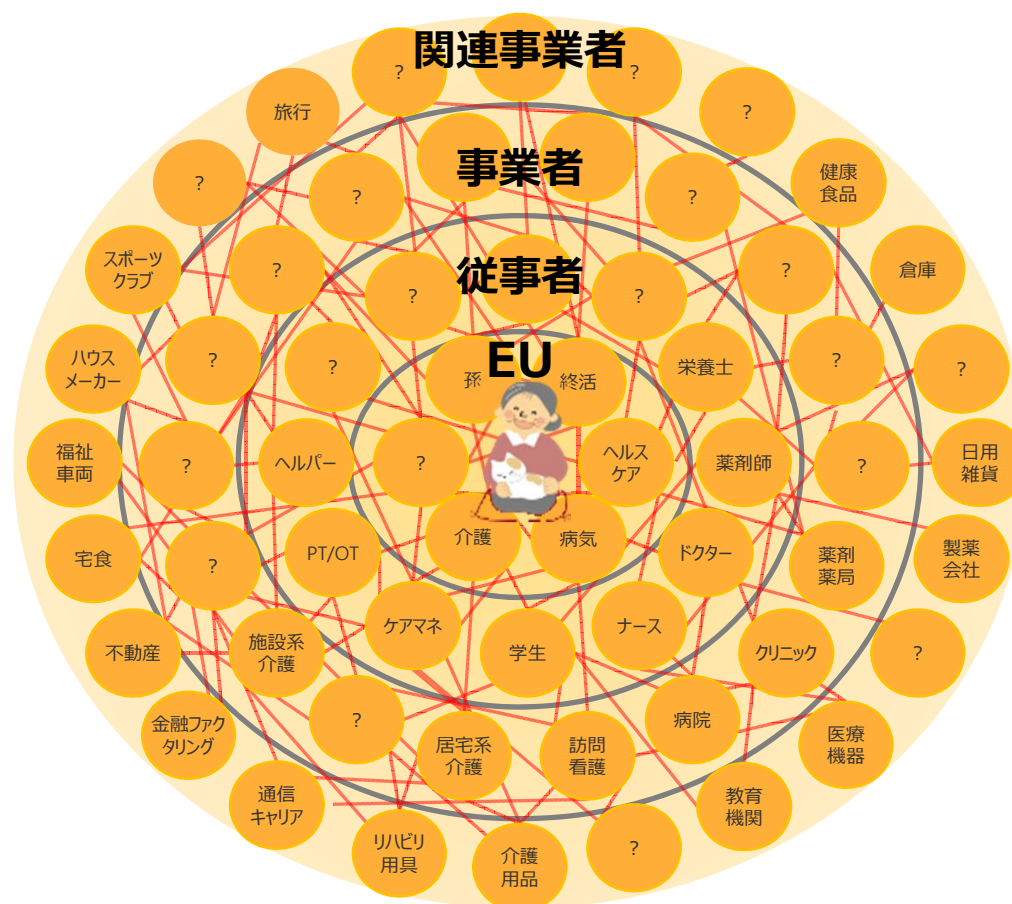 関連事業者
?
?
旅行
?
?
健康
食品
事業者
?
?
スポーツ
クラブ
?
従事者
?
倉庫
?
?
ハウス
メーカー
?
?
EU
孫
終活
栄養士
?
?
福祉
車両
?
ヘルパー
?
ヘルス
ケア
薬剤師
?
日用
雑貨
宅食
?
PT/OT
介護
病気
ドクター
薬剤
薬局
製薬
会社
不動産
施設系
介護
ケアマネ
学生
ナース
クリニック
?
金融ファク
タリング
?
居宅系
介護
訪問
看護
病院
医療
機器
通信
キャリア
リハビリ
用具
介護
用品
?
教育
機関